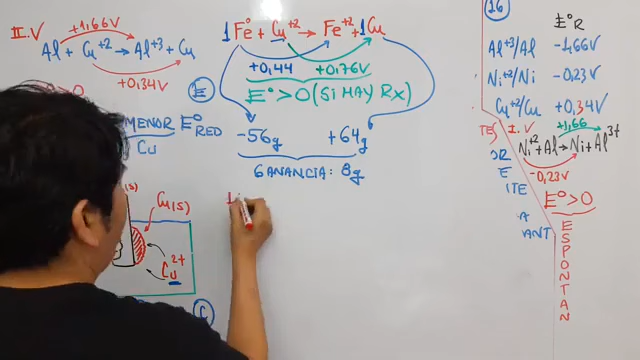 II.V
+1,66V
Al + Cu+2 → Al+3 + Cu
+0,34V
>0
MENOR E°RED
Cu
(s)
Cu(s)
Cu2+
C
1Fe° + Cu+2 → Fe+2 + 1Cu
+0,44 +0,76V
E
E° > 0 (SI HAY RX)
-56g +64g
GANANCIA: 8g
16
E°R
Al+3/Al -1,66V
Ni+2/Ni -0,23V
Cu+2/Cu +0,34V
I.V
+1,66
Ni+2 + Al → Ni + Al3+
-0,23V
E° > 0
ESPONTAN
ITE
A
ANT